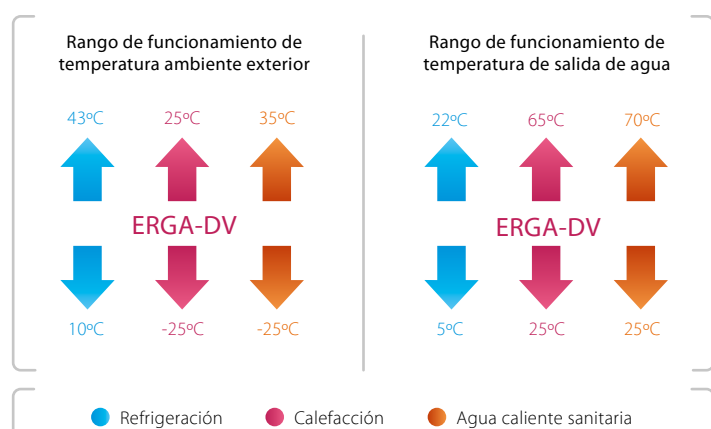 Rango de funcionamiento de
temperatura ambiente exterior
43ºC 25ºC 35ºC
ERGA-DV
10ºC -25ºC -25ºC
Rango de funcionamiento de
temperatura de salida de agua
22ºC 65ºC 70ºC
ERGA-DV
5ºC 25ºC 25ºC
Refrigeración Calefacción Agua caliente sanitaria